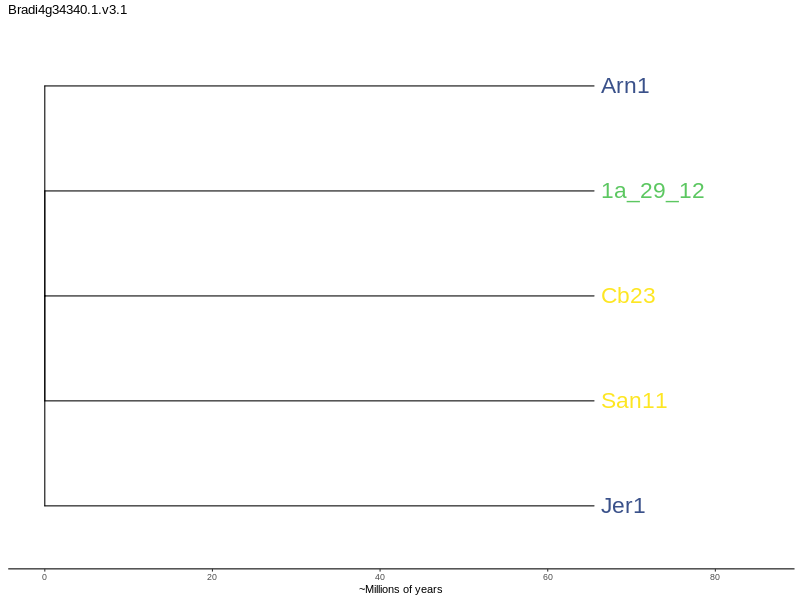 Bradi4g34340.1.v3.1
Arn1
1a_29_12
Cb23
San11
Jer1
0 20 40 60 80
~Millions of years